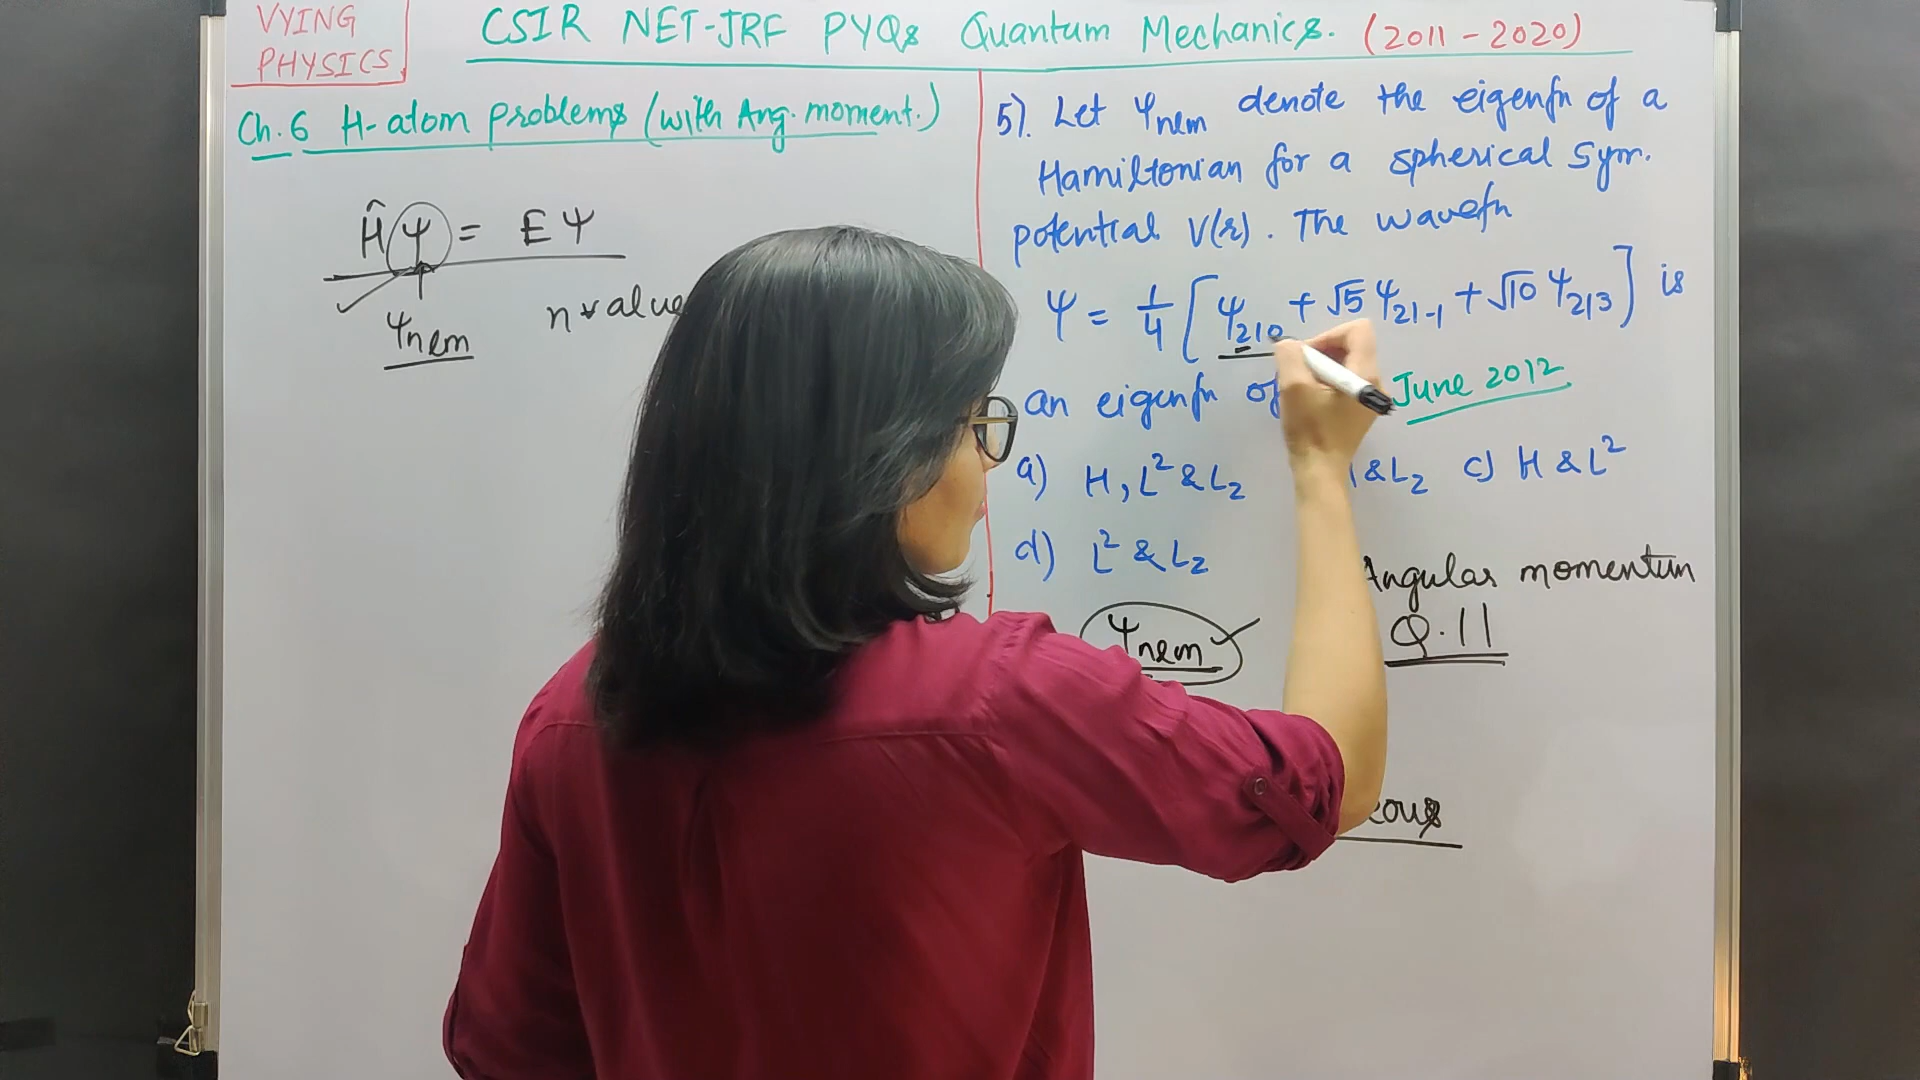 VYING
PHYSICS
CSIR NET-JRF PYQs Quantum Mechanics. (2011-2020)
Ch.6 H-atom problems (with Ang. moment.)
Ĥψ = Eψ
ψnlm
n value
5). Let ψnlm denote the eigenfn of a
Hamiltonian for a spherical sym.
potential V(r). The wavefn
ψ = 1/4 [ψ210 + √5 ψ21-1 + √10 ψ213] is
an eigenfn of
June 2012
a) H, L² & Lz
& Lz c) H & L²
d) L² & Lz
Angular momentum
Q.11
ψnlm